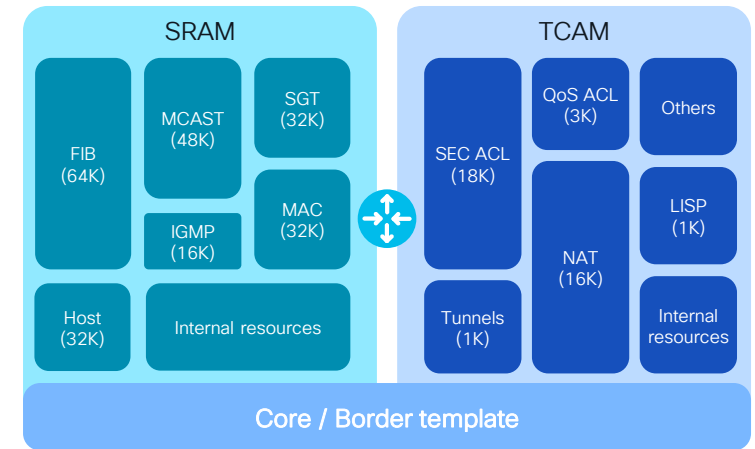 SRAM
FIB
(64K)
MCAST
(48K)
SGT
(32K)
IGMP
(16K)
MAC
(32K)
Host
(32K)
Internal resources
TCAM
SEC ACL
(18K)
QoS ACL
(3K)
Others
NAT
(16K)
LISP
(1K)
Tunnels
(1K)
Internal
resources
Core / Border template